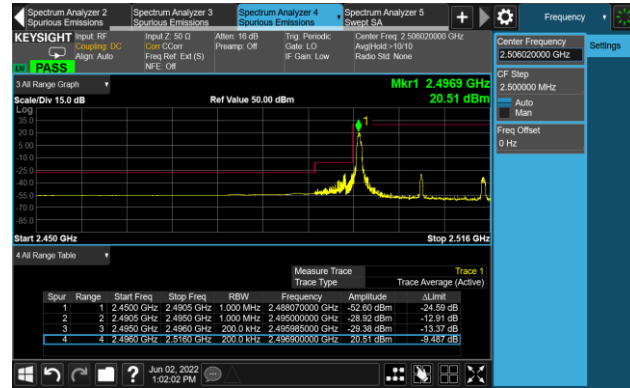 Spectrum Analyzer 2
Spurious Emissions
Spectrum Analyzer 3
Spurious Emissions
Spectrum Analyzer 4
Spurious Emissions
Spectrum Analyzer 5
Swept SA
+
Frequency
KEYSIGHT Input: RF
Coupling: DC
Align: Auto
Input Z: 50 Ω
Corr CCorr
Freq Ref: Ext (S)
NFE: Off
Atten: 16 dB
Preamp: Off
Trig: Periodic
Gate: LO
IF Gain: Low
Center Freq: 2.506020000 GHz
Avg|Hold:>10/10
Radio Std: None
PASS
Center Frequency
2.506020000 GHz
Settings
CF Step
2.500000 MHz
Auto
Man
Freq Offset
0 Hz
3 All Range Graph
Mkr1 2.4969 GHz
20.51 dBm
Scale/Div 15.0 dB
Ref Value 50.00 dBm
Log
35.0
20.0
5.00
-10.0
-25.0
-40.0
-55.0
-70.0
-85.0
1
Start 2.450 GHz
Stop 2.516 GHz
4 All Range Table
Measure Trace Trace 1
Trace Type Trace Average (Active)
Spur Range Start Freq Stop Freq RBW Frequency Amplitude ΔLimit
1 1 2.4500 GHz 2.4905 GHz 1.000 MHz 2.488070000 GHz -52.60 dBm -24.59 dB
2 2 2.4905 GHz 2.4950 GHz 1.000 MHz 2.495000000 GHz -28.92 dBm -12.91 dB
3 3 2.4950 GHz 2.4960 GHz 200.0 kHz 2.495985000 GHz -29.38 dBm -13.37 dB
4 4 2.4960 GHz 2.5160 GHz 200.0 kHz 2.496900000 GHz 20.51 dBm -9.487 dB
?
Jun 02, 2022
1:02:02 PM